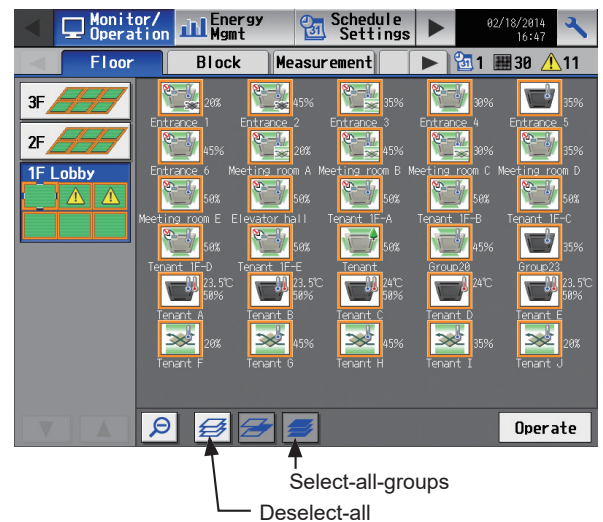 Monitor/ Operation
Energy Mgmt
Schedule Settings
02/18/2014
16:47
Floor Block Measurement 31 1 30 11
3F
2F
1F Lobby
20% 45% 35% 90% 35%
Entrance 1 Entrance 2 Entrance 3 Entrance 4 Entrance 5
45% 20% 45% 90% 35%
Entrance 6 Meeting room A Meeting room B Meeting room C Meeting room D
50% 50% 50% 50% 50%
Meeting room E Elevator hall Tenant 1F-A Tenant 1F-B Tenant 1F-C
50% 50% 50% 45% 35%
Tenant 1F-D Tenant 1F-E Tenant Group20 Group23
23.5℃ 23.5℃ 24℃ 24℃ 23.5℃
50% 50% 50% 50%
Tenant A Tenant B Tenant C Tenant D Tenant E
20% 45% 45% 35% 20%
Tenant F Tenant G Tenant H Tenant I Tenant J
Operate
Select-all-groups
Deselect-all